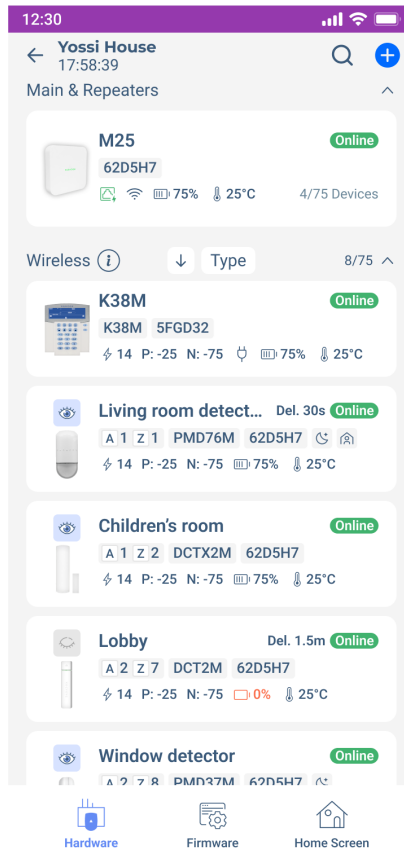 12:30
Yossi House
17:58:39
Main & Repeaters
M25
Online
62D5H7
75% 25°C 4/75 Devices
Wireless i ↓ Type 8/75
K38M
Online
K38M 5FGD32
14 P: -25 N: -75 75% 25°C
Living room detect... Del. 30s Online
A 1 Z 1 PMD76M 62D5H7
14 P: -25 N: -75 75% 25°C
Children's room Online
A 1 Z 2 DCTX2M 62D5H7
14 P: -25 N: -75 75% 25°C
Lobby Del. 1.5m Online
A 2 Z 7 DCT2M 62D5H7
14 P: -25 N: -75 0% 25°C
Window detector Online
A 2 Z 8 PMD37M 62D5H7
Hardware Firmware Home Screen